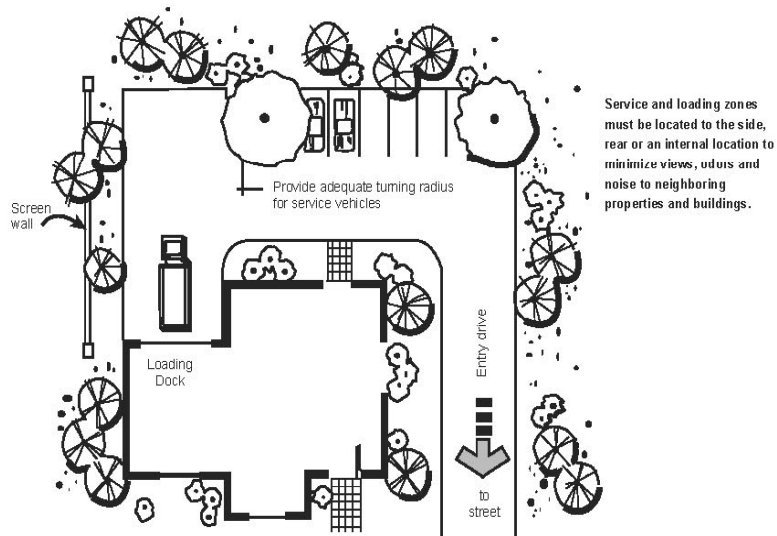 Service and loading zones
must be located to the side,
rear or an internal location to
minimize views, odors and
noise to neighboring
properties and buildings.
Provide adequate turning radius
for service vehicles
Screen
wall
Loading
Dock
Entry drive
to
street